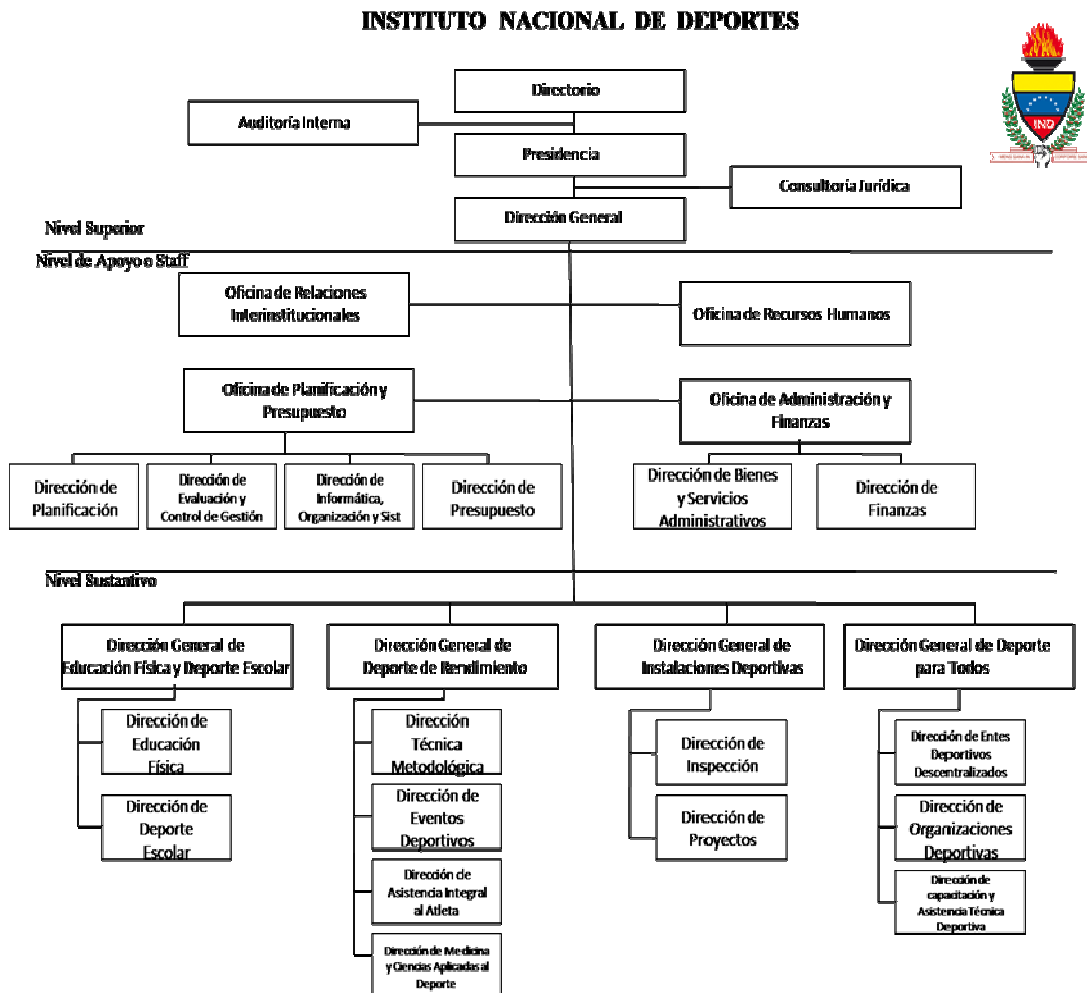 INSTITUTO NACIONAL DE DEPORTES
Directorio
Auditoría Interna
Presidencia
Consultoría Jurídica
Dirección General
Nivel Superior
Nivel de Apoyo o Staff
Oficina de Relaciones
Interinstitucionales
Oficina de Recursos Humanos
Oficina de Planificación y
Presupuesto
Oficina de Administración y
Finanzas
Dirección de
Planificación
Dirección de
Evaluación y
Control de Gestión
Dirección de
Informática,
Organización y Sist
Dirección de
Presupuesto
Dirección de Bienes
y Servicios
Administrativos
Dirección de
Finanzas
Nivel Sustantivo
Dirección General de
Educación Física y Deporte Escolar
Dirección General de
Deporte de Rendimiento
Dirección General de
Instalaciones Deportivas
Dirección General de Deporte
para Todos
Dirección de
Educación
Física
Dirección de
Deporte
Escolar
Dirección
Técnica
Metodológica
Dirección de
Eventos
Deportivos
Dirección de
Asistencia Integral
al Atleta
Dirección de Medicina
y Ciencias Aplicadas al
Deporte
Dirección de
Inspección
Dirección de
Proyectos
Dirección de Entes
Deportivos
Descentralizados
Dirección de
Organizaciones
Deportivas
Dirección de
capacitación y
Asistencia Técnica
Deportiva
IND